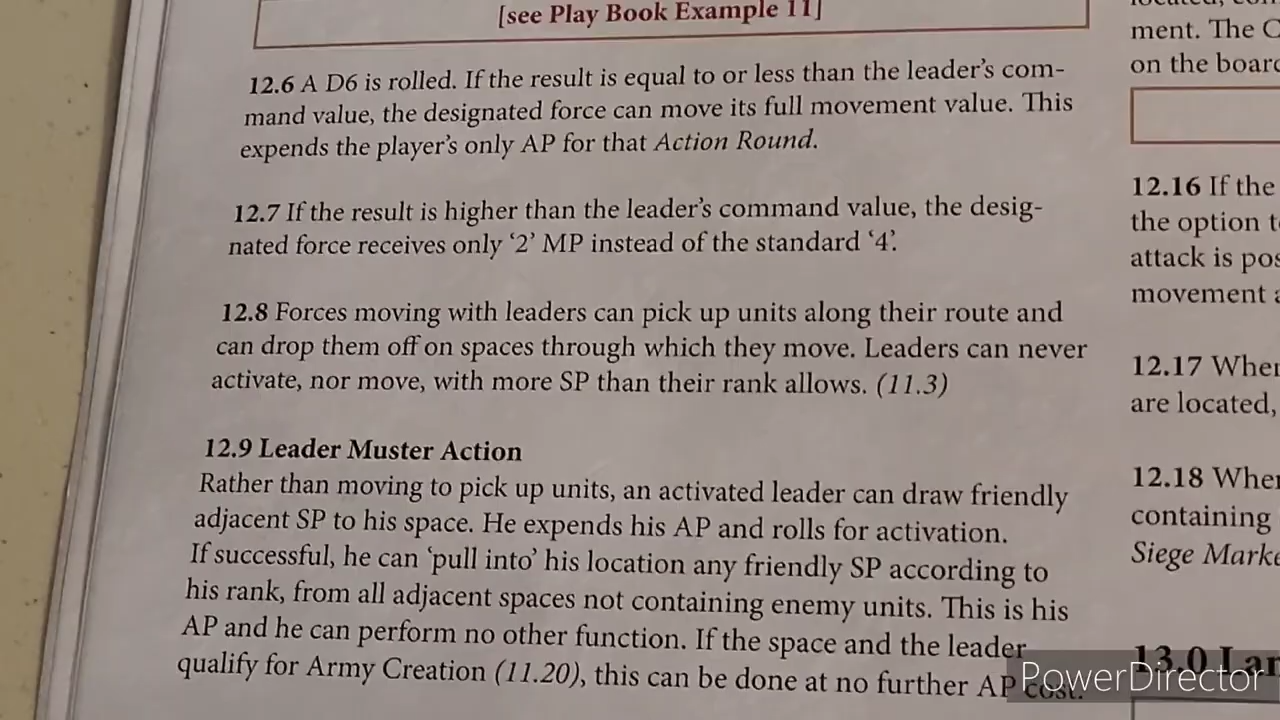 [see Play Book Example 11]
12.6 A D6 is rolled. If the result is equal to or less than the leader's com-
mand value, the designated force can move its full movement value. This
expends the player's only AP for that Action Round.
12.7 If the result is higher than the leader's command value, the desig-
nated force receives only '2' MP instead of the standard '4'.
12.8 Forces moving with leaders can pick up units along their route and
can drop them off on spaces through which they move. Leaders can never
activate, nor move, with more SP than their rank allows. (11.3)
12.9 Leader Muster Action
Rather than moving to pick up units, an activated leader can draw friendly
adjacent SP to his space. He expends his AP and rolls for activation.
If successful, he can 'pull into' his location any friendly SP according to
his rank, from all adjacent spaces not containing enemy units. This is his
AP and he can perform no other function. If the space and the leader
qualify for Army Creation (11.20), this can be done at no further AP cost.
ment. The
on the board
12.16 If the
the option
attack is
movement
12.17
are located,
12.18
containing
Siege
13.0
PowerDirector